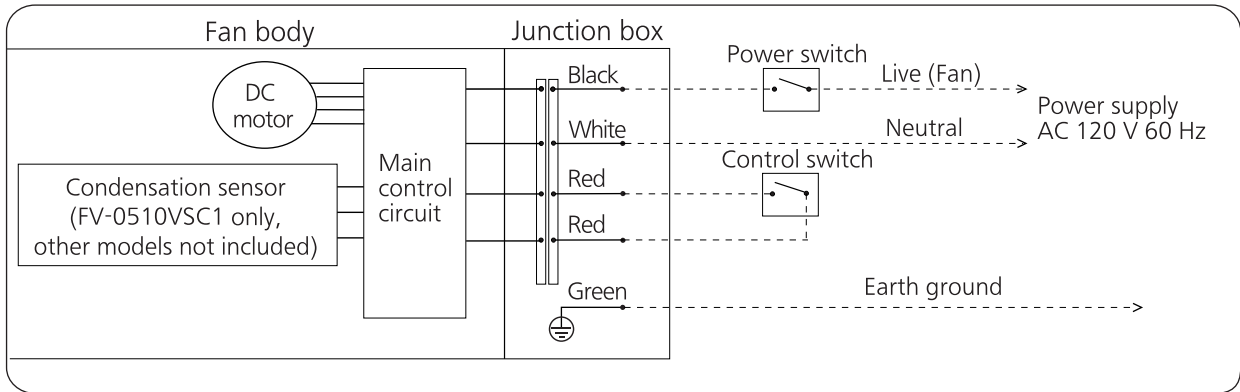 Fan body
Junction box
DC
motor
Condensation sensor
(FV-0510VSC1 only,
other models not included)
Main
control
circuit
Black
White
Red
Red
Green
Power switch
Live (Fan)
Neutral
Control switch
Power supply
AC 120 V 60 Hz
Earth ground